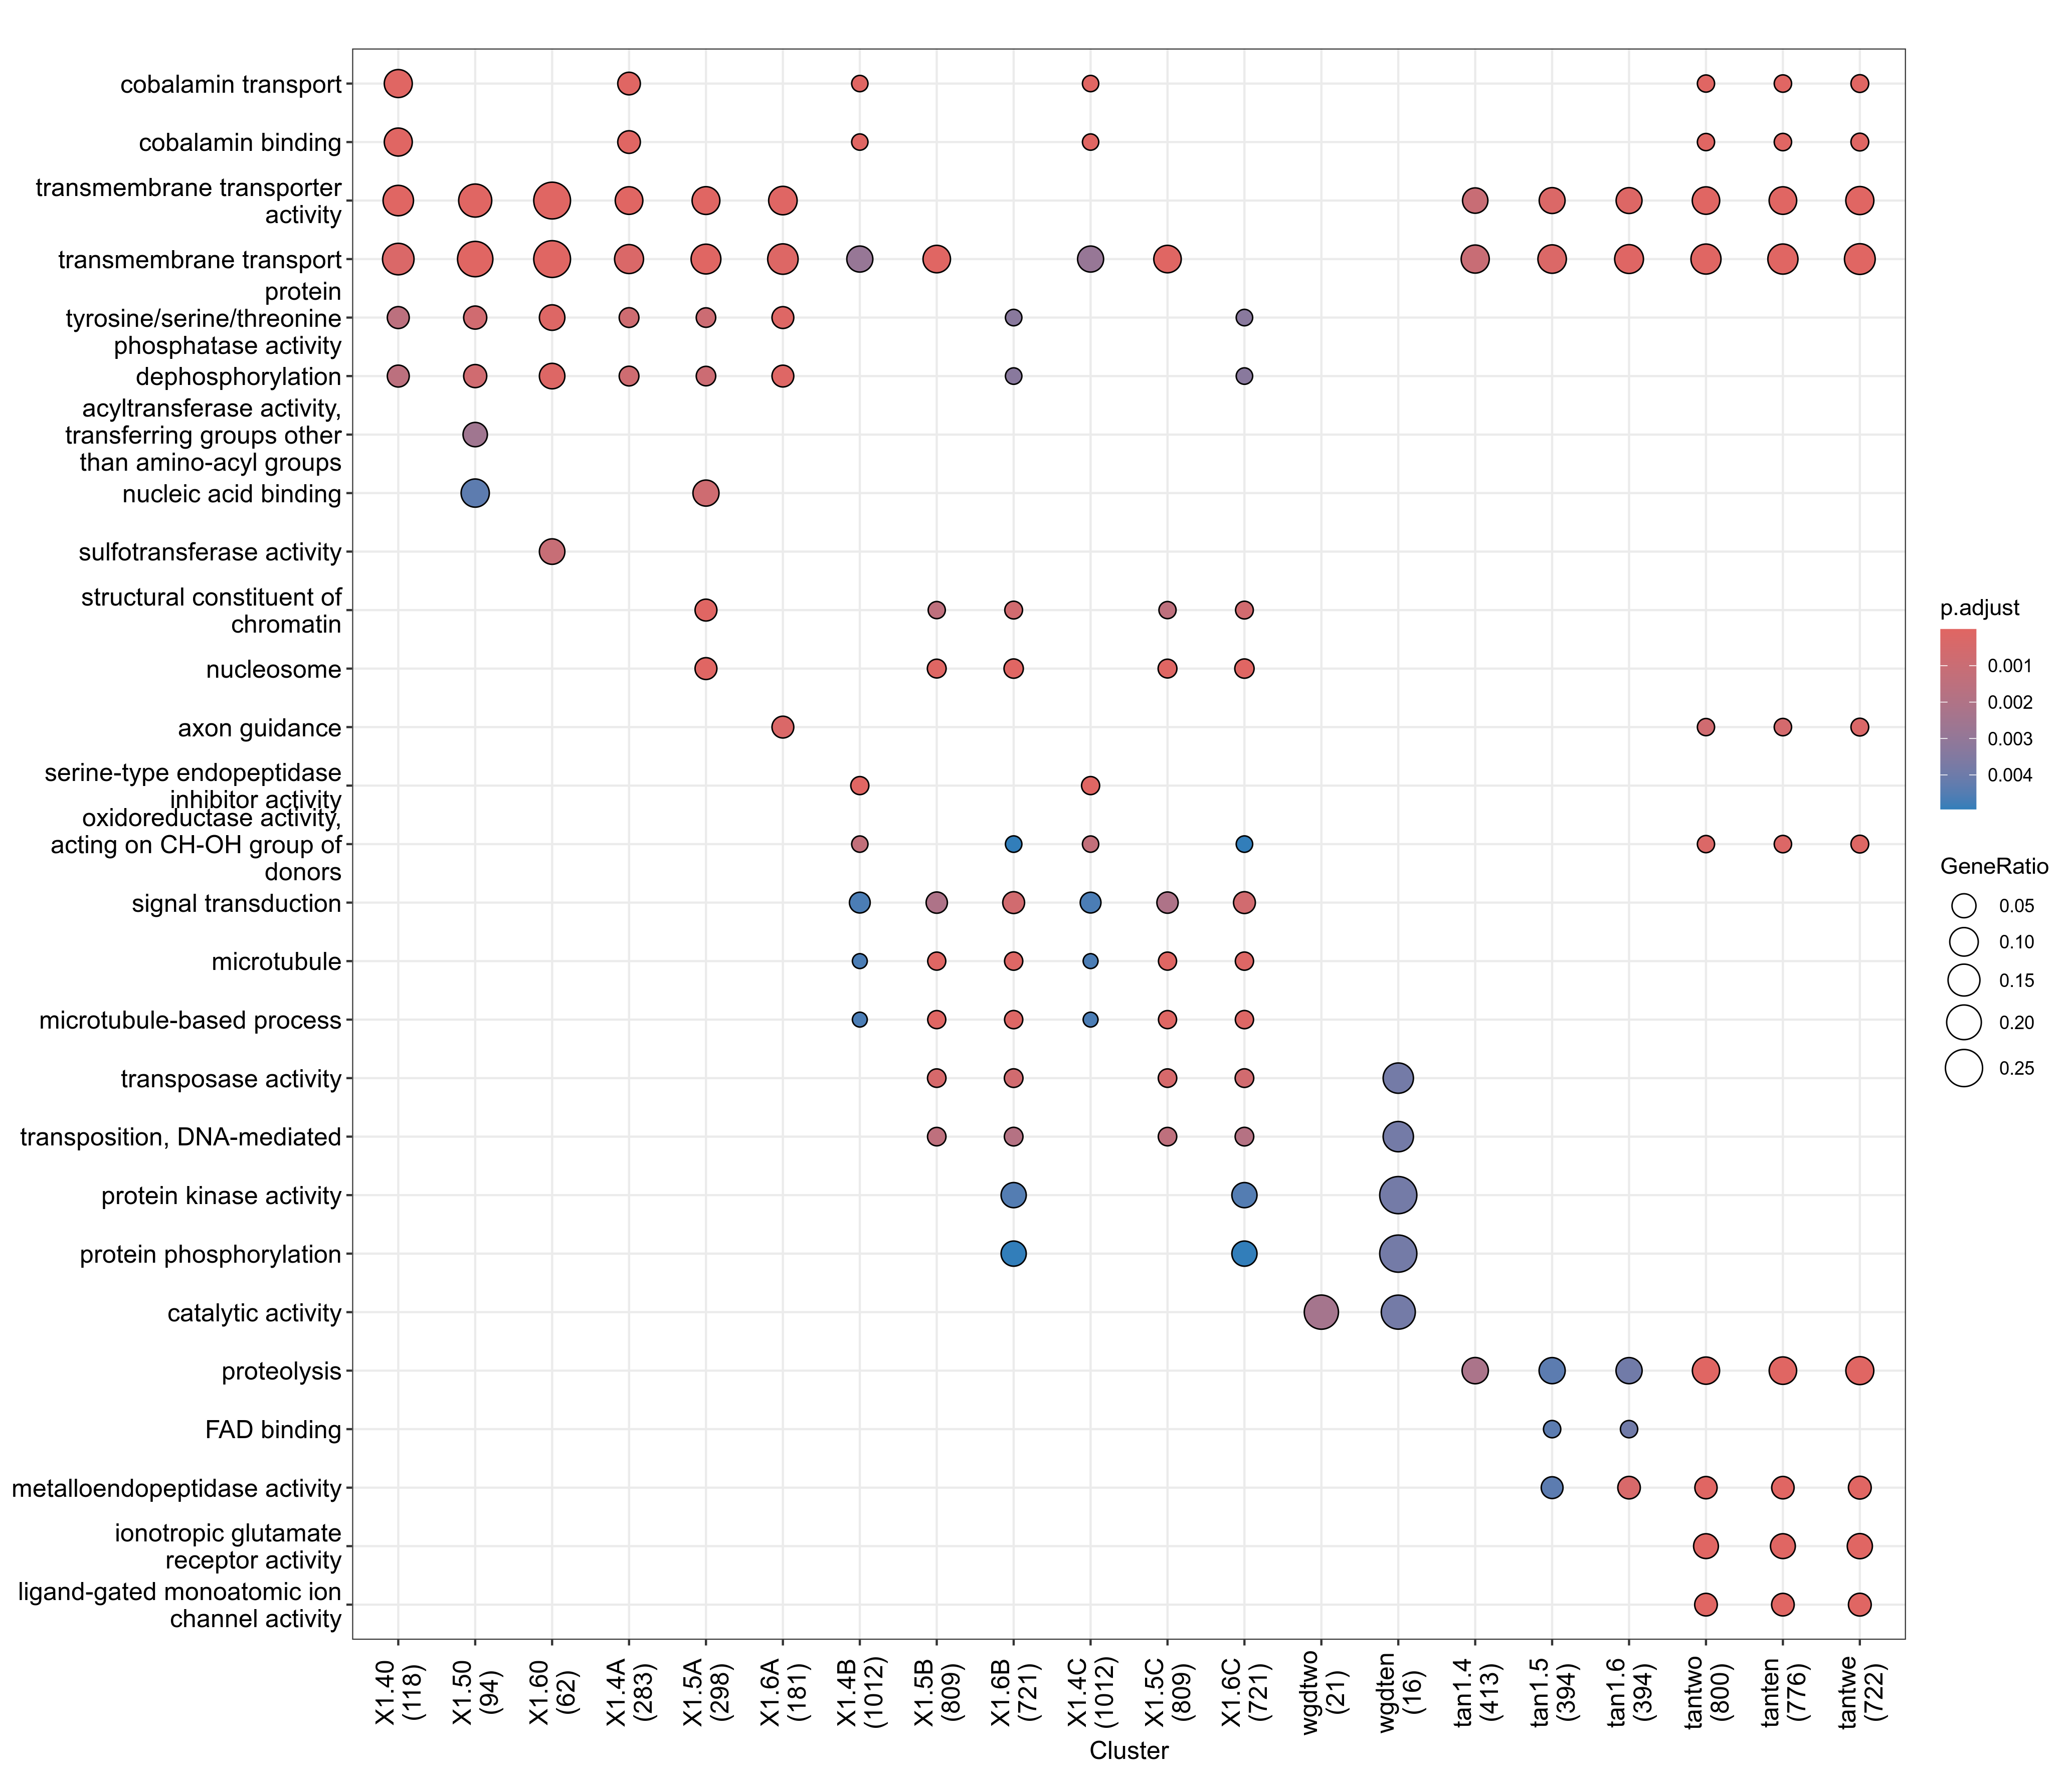 cobalamin transport
cobalamin binding
transmembrane transporter
activity
transmembrane transport
protein
tyrosine/serine/threonine
phosphatase activity
dephosphorylation
acyltransferase activity,
transferring groups other
than amino-acyl groups
nucleic acid binding
sulfotransferase activity
structural constituent of
chromatin
nucleosome
axon guidance
serine-type endopeptidase
inhibitor activity
oxidoreductase activity,
acting on CH-OH group of
donors
signal transduction
microtubule
microtubule-based process
transposase activity
transposition, DNA-mediated
protein kinase activity
protein phosphorylation
catalytic activity
proteolysis
FAD binding
metalloendopeptidase activity
ionotropic glutamate
receptor activity
ligand-gated monoatomic ion
channel activity
X1.40
(118)
X1.50
(94)
X1.60
(62)
X1.4A
(283)
X1.5A
(298)
X1.6A
(181)
X1.4B
(1012)
X1.5B
(809)
X1.6B
(721)
X1.4C
(1012)
X1.5C
(809)
X1.6C
(721)
wgdtwo
(21)
wgdten
(16)
tan1.4
(413)
tan1.5
(394)
tan1.6
(394)
tantwo
(800)
tanten
(776)
tantwe
(722)
Cluster
p.adjust
0.001
0.002
0.003
0.004
GeneRatio
0.05
0.10
0.15
0.20
0.25